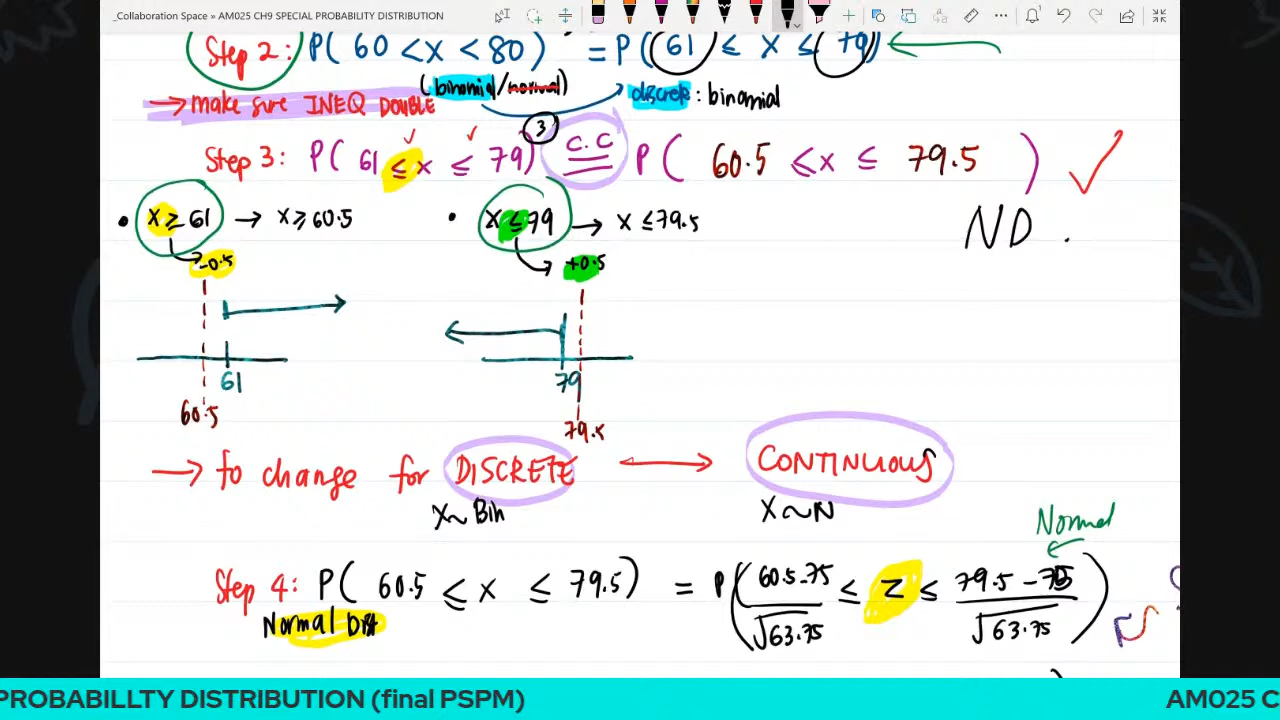 _Collaboration Space » AM025 CH9 SPECIAL PROBABILITY DISTRIBUTION
Step 2: P( 60 < x < 80 ) = P( 61 ≤ x ≤ 79 )
( binomial/normal ) discrete : binomial
→ make sure INEQ DOUBLE
3
Step 3: P( 61 ≤ x ≤ 79 ) C.C P( 60.5 ≤ x ≤ 79.5 )
• x ≥ 61 → x ≥ 60.5 • x ≤ 79 → x ≤ 79.5 ND.
-0.5 +0.5
61 79
60.5 79.5
→ to change for DISCRETE ↔ CONTINUOUS
X ~ Bin X ~ N
Normal
Step 4: P( 60.5 ≤ x ≤ 79.5 ) = P( 60.5-75 / √63.75 ≤ Z ≤ 79.5-75 / √63.75 )
Normal Dist
PROBABILLTY DISTRIBUTION (final PSPM) AM025 C